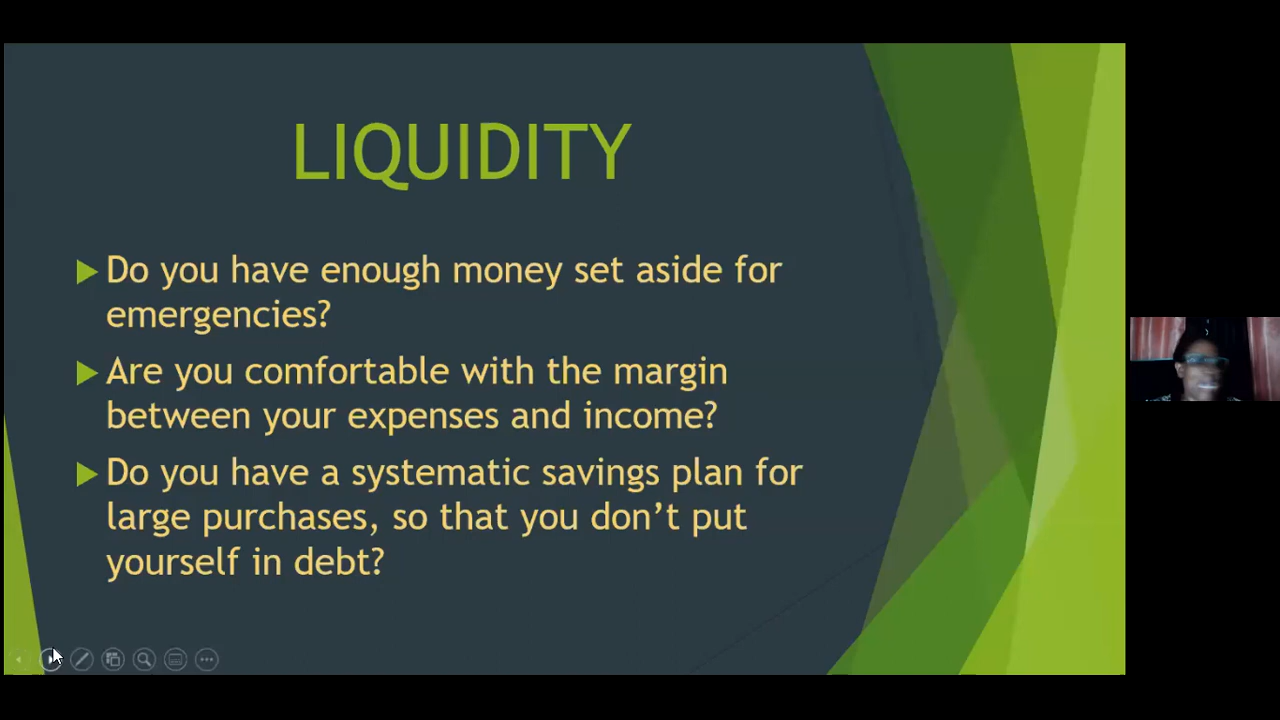 LIQUIDITY
Do you have enough money set aside for
emergencies?
Are you comfortable with the margin
between your expenses and income?
Do you have a systematic savings plan for
large purchases, so that you don’t put
yourself in debt?